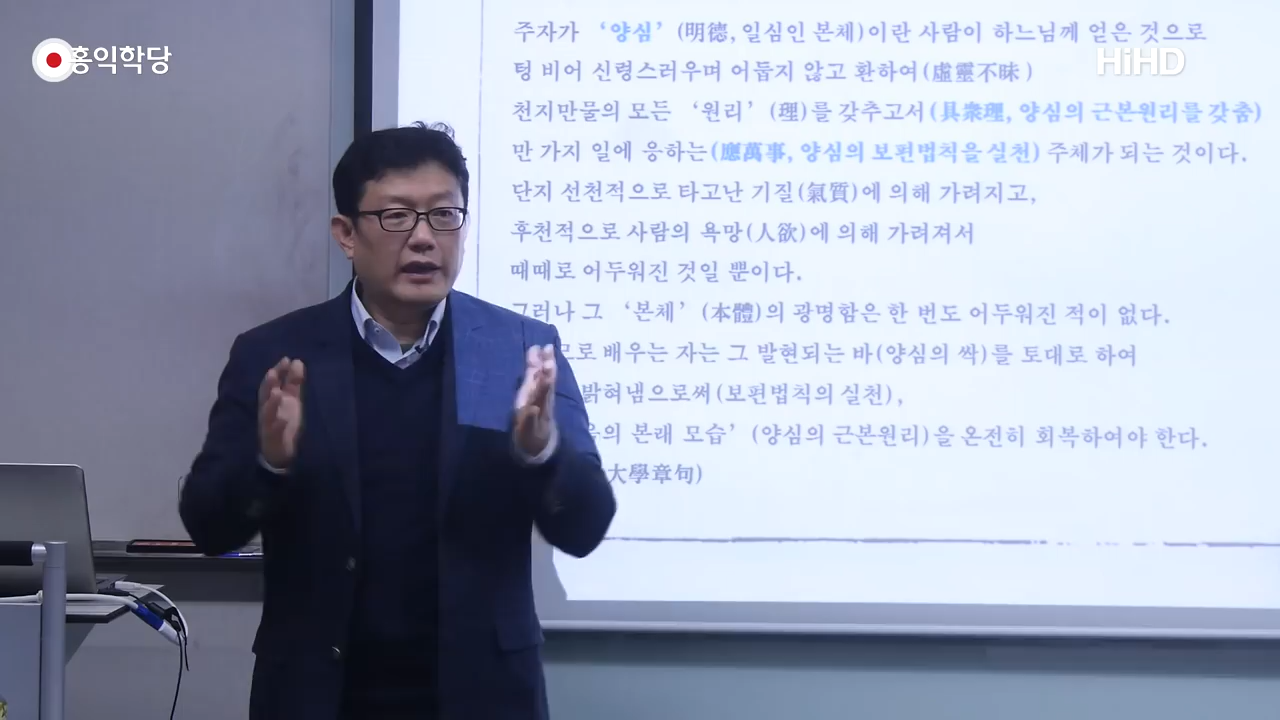 홍익학당
HiHD
주자가 ‘양심’(明德, 일심인 본체)이란 사람이 하느님께 얻은 것으로
텅 비어 신령스러우며 어둡지 않고 환하여(虛靈不昧)
천지만물의 모든 ‘원리’(理)를 갖추고서(具衆理, 양심의 근본원리를 갖춤)
만 가지 일에 응하는(應萬事, 양심의 보편법칙을 실천) 주체가 되는 것이다.
단지 선천적으로 타고난 기질(氣質)에 의해 가려지고,
후천적으로 사람의 욕망(人欲)에 의해 가려져서
때때로 어두워진 것일 뿐이다.
그러나 그 ‘본체’(本體)의 광명함은 한 번도 어두워진 적이 없다.
배우는 자는 그 발현되는 바(양심의 싹)를 토대로 하여
밝혀냄으로써(보편법칙의 실천),
본래 모습’(양심의 근본원리)을 온전히 회복하여야 한다.
大學章句)